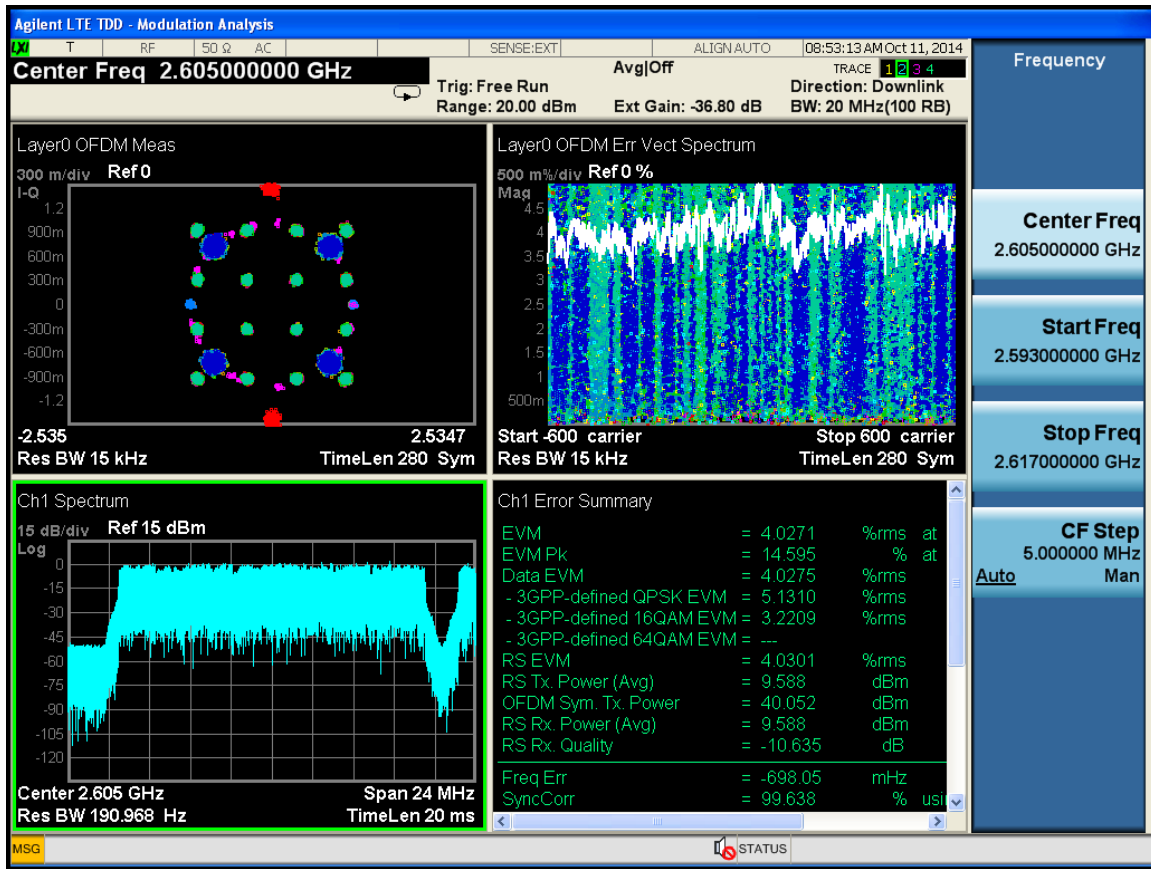 Agilent LTE TDD - Modulation Analysis
LXI T RF 50 Ω AC SENSE:EXT ALIGN AUTO 08:53:13 AM Oct 11, 2014
Center Freq 2.605000000 GHz
Avg|Off
TRACE 1 2 3 4
Trig: Free Run
Direction: Downlink
Range: 20.00 dBm Ext Gain: -36.80 dB BW: 20 MHz(100 RB)
Layer0 OFDM Meas
300 m/div Ref 0
I-Q
1.2
900m
600m
300m
0
-300m
-600m
-900m
-1.2
-2.535 2.5347
Res BW 15 kHz TimeLen 280 Sym
Layer0 OFDM Err Vect Spectrum
500 m%/div Ref 0 %
Mag
4.5
4
3.5
3
2.5
2
1.5
1
500m
Start -600 carrier Stop 600 carrier
Res BW 15 kHz TimeLen 280 Sym
Ch1 Spectrum
15 dB/div Ref 15 dBm
Log
0
-15
-30
-45
-60
-75
-90
-105
-120
Center 2.605 GHz Span 24 MHz
Res BW 190.968 Hz TimeLen 20 ms
Ch1 Error Summary
EVM = 4.0271 %rms at
EVM Pk = 14.595 % at
Data EVM = 4.0275 %rms
- 3GPP-defined QPSK EVM = 5.1310 %rms
- 3GPP-defined 16QAM EVM = 3.2209 %rms
- 3GPP-defined 64QAM EVM = ---
RS EVM = 4.0301 %rms
RS Tx. Power (Avg) = 9.588 dBm
OFDM Sym. Tx. Power = 40.052 dBm
RS Rx. Power (Avg) = 9.588 dBm
RS Rx. Quality = -10.635 dB
Freq Err = -698.05 mHz
SyncCorr = 99.638 % usi
Frequency
Center Freq
2.605000000 GHz
Start Freq
2.593000000 GHz
Stop Freq
2.617000000 GHz
CF Step
5.000000 MHz
Auto Man
MSG STATUS